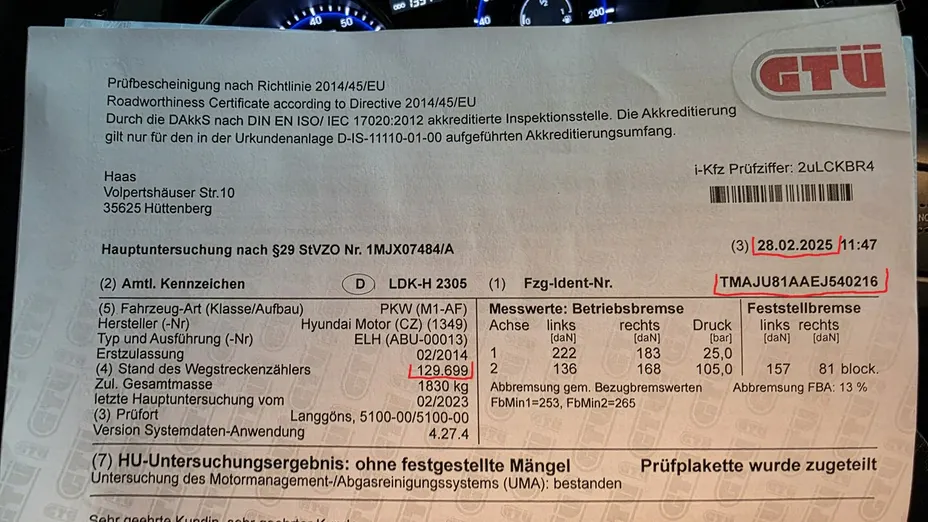 GTÜ
Prüfbescheinigung nach Richtlinie 2014/45/EU
Roadworthiness Certificate according to Directive 2014/45/EU
Durch die DAkkS nach DIN EN ISO/ IEC 17020:2012 akkreditierte Inspektionsstelle. Die Akkreditierung
gilt nur für den in der Urkundenanlage D-IS-11110-01-00 aufgeführten Akkreditierungsumfang.
i-Kfz Prüfziffer: 2uLCKBR4
Haas
Volpertshäuser Str.10
35625 Hüttenberg
Hauptuntersuchung nach §29 StVZO Nr. 1MJX07484/A (3) 28.02.2025 11:47
(2) Amtl. Kennzeichen D LDK-H 2305 (1) Fzg-Ident-Nr. TMAJU81AAEJ540216
(5) Fahrzeug-Art (Klasse/Aufbau) PKW (M1-AF)
Hersteller (-Nr) Hyundai Motor (CZ) (1349)
Typ und Ausführung (-Nr) ELH (ABU-00013)
Erstzulassung 02/2014
(4) Stand des Wegstreckenzählers 129.699
Zul. Gesamtmasse 1830 kg
letzte Hauptuntersuchung vom 02/2023
(3) Prüfort Langgöns, 5100-00/5100-00
Version Systemdaten-Anwendung 4.27.4
Messwerte: Betriebsbremse Feststellbremse
Achse links rechts Druck links rechts
[daN] [daN] [bar] [daN] [daN]
1 222 183 25,0
2 136 168 105,0 157 81 block.
Abbremsung gem. Bezugbremswerten Abbremsung FBA: 13 %
FbMin1=253, FbMin2=265
(7) HU-Untersuchungsergebnis: ohne festgestellte Mängel Prüfplakette wurde zugeteilt
Untersuchung des Motormanagement-/Abgasreinigungssystems (UMA): bestanden